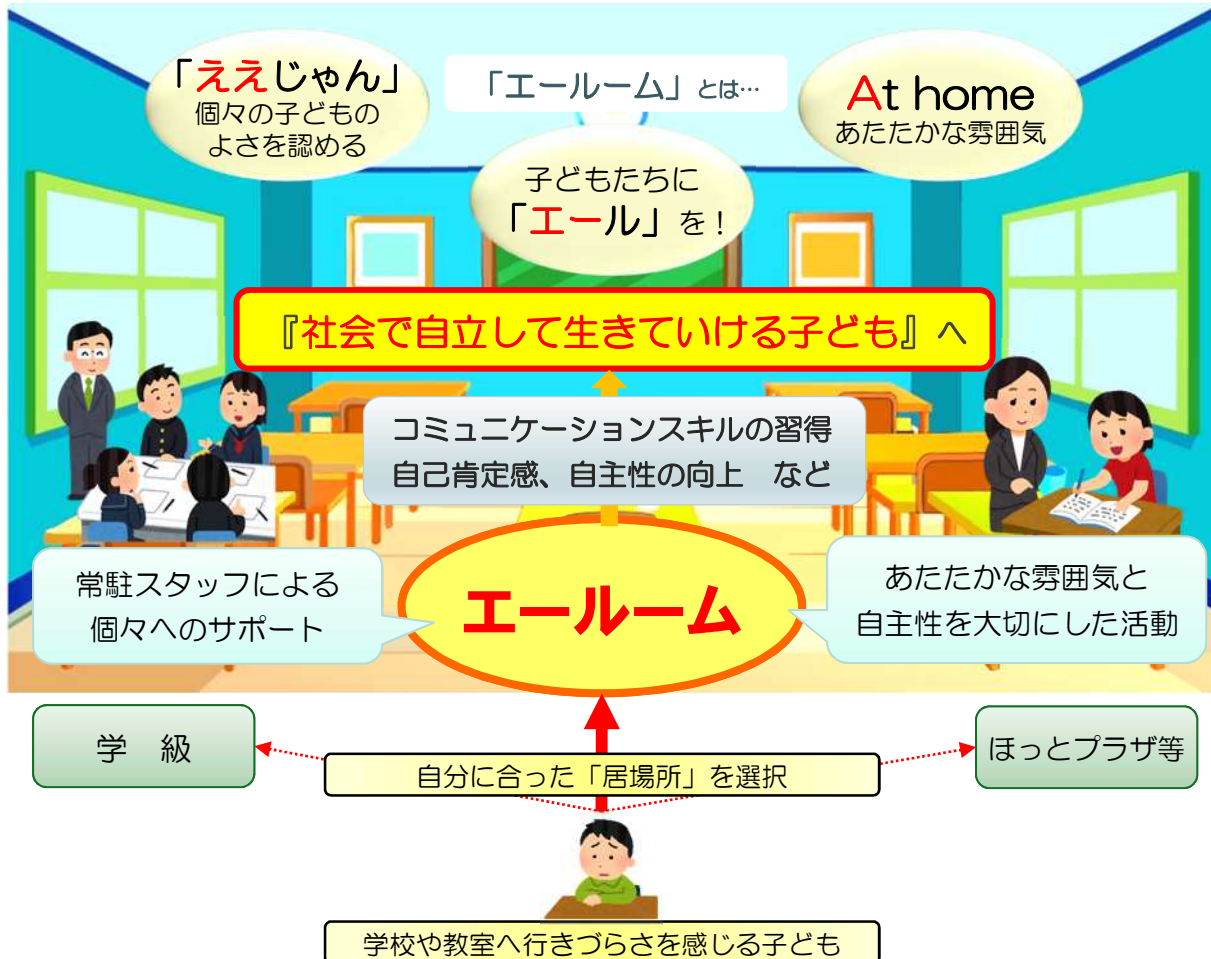 「エールーム」とは…
「ええじゃん」
個々の子どもの
よさを認める
At home
あたたかな雰囲気
子どもたちに
「エール」を！
『社会で自立して生きていける子ども』へ
コミュニケーションスキルの習得
自己肯定感、自主性の向上　など
常駐スタッフによる
個々へのサポート
エールーム
あたたかな雰囲気と
自主性を大切にした活動
学　級
ほっとプラザ等
自分に合った「居場所」を選択
学校や教室へ行きづらさを感じる子ども